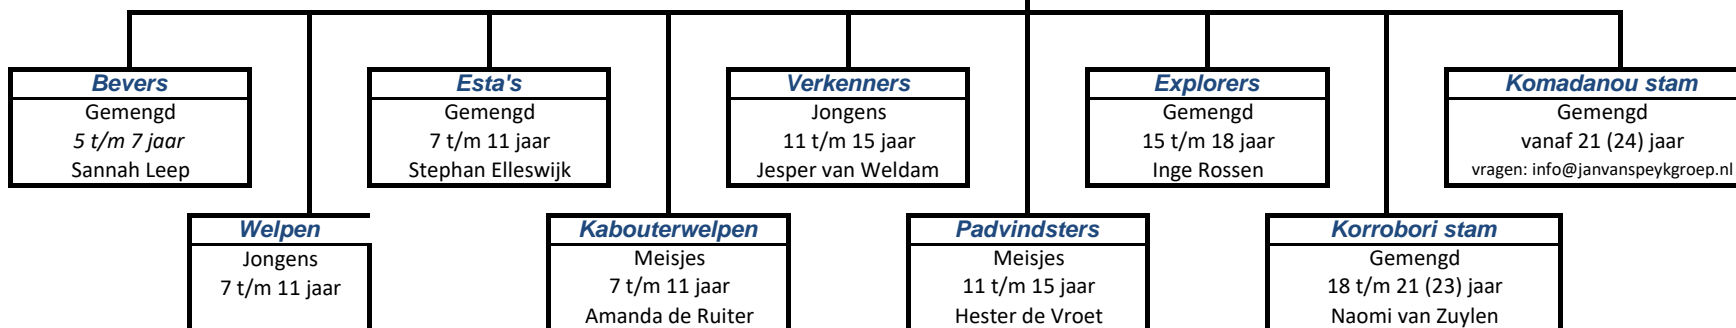 Bevers
Gemengd
5 t/m 7 jaar
Sannah Leep
Esta's
Gemengd
7 t/m 11 jaar
Stephan Elleswijk
Verkenners
Jongens
11 t/m 15 jaar
Jesper van Weldam
Explorers
Gemengd
15 t/m 18 jaar
Inge Rossen
Komadanou stam
Gemengd
vanaf 21 (24) jaar
vragen: info@janvanspeykgroep.nl
Welpen
Jongens
7 t/m 11 jaar
Kabouterwelpen
Meisjes
7 t/m 11 jaar
Amanda de Ruiter
Padvindsters
Meisjes
11 t/m 15 jaar
Hester de Vroet
Korrobori stam
Gemengd
18 t/m 21 (23) jaar
Naomi van Zuylen